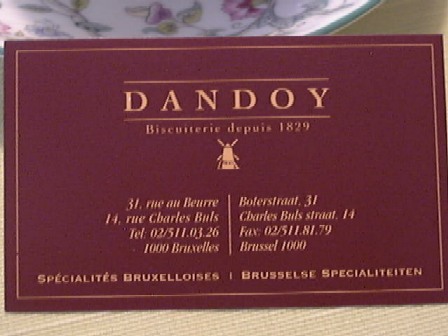 DANDOY
Biscuiterie depuis 1829
31, rue au Beurre
14, rue Charles Buls
Tel: 02/511.03.26
1000 Bruxelles
Boterstraat, 31
Charles Buls straat, 14
Fax: 02/511.81.79
Brussel 1000
SPÉCIALITÉS BRUXELLOISES | BRUSSELSE SPECIALITEITEN